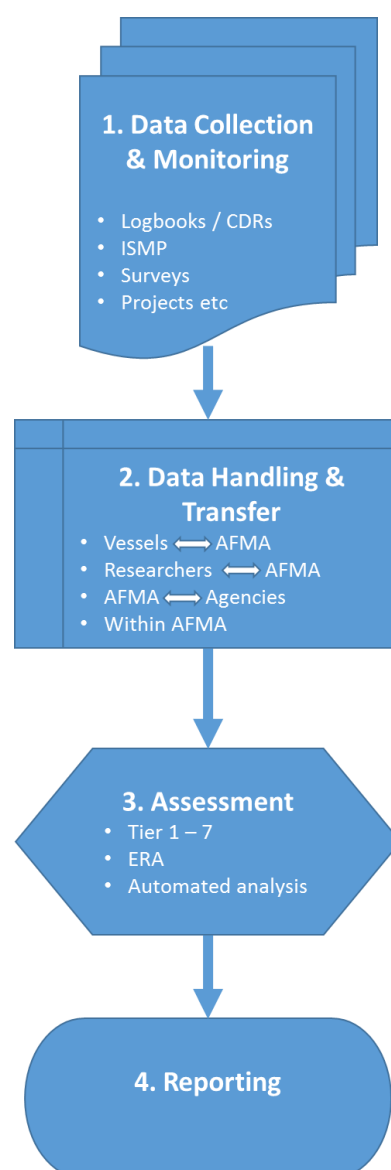 1. Data Collection
& Monitoring
• Logbooks / CDRs
• ISMP
• Surveys
• Projects etc
2. Data Handling &
Transfer
• Vessels ⟺ AFMA
• Researchers ⟺ AFMA
• AFMA ⟺ Agencies
• Within AFMA
3. Assessment
• Tier 1 – 7
• ERA
• Automated analysis
4. Reporting